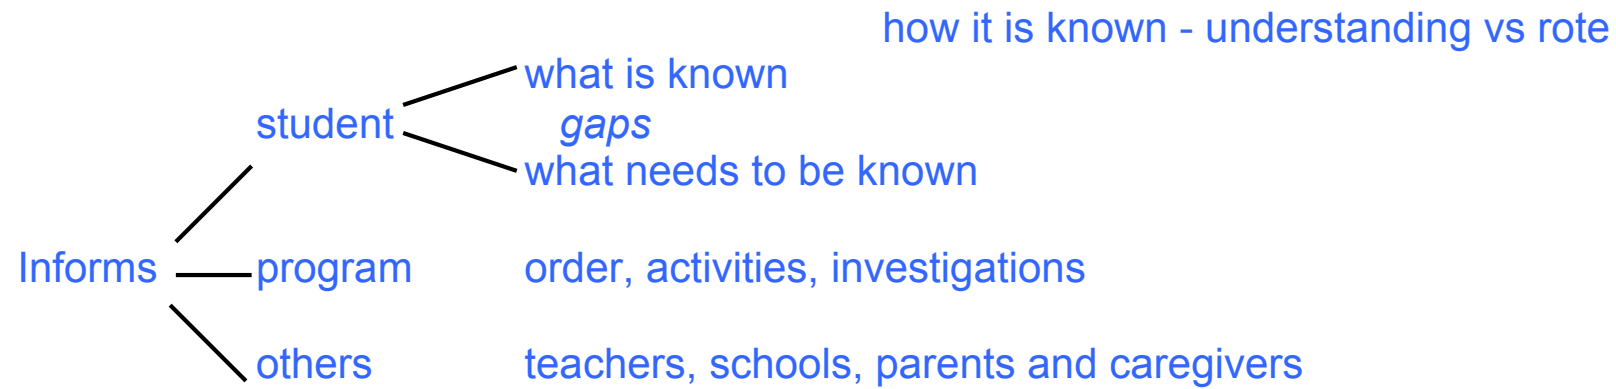 how it is known - understanding vs rote
what is known
student
gaps
what needs to be known
Informs
program
order, activities, investigations
others
teachers, schools, parents and caregivers